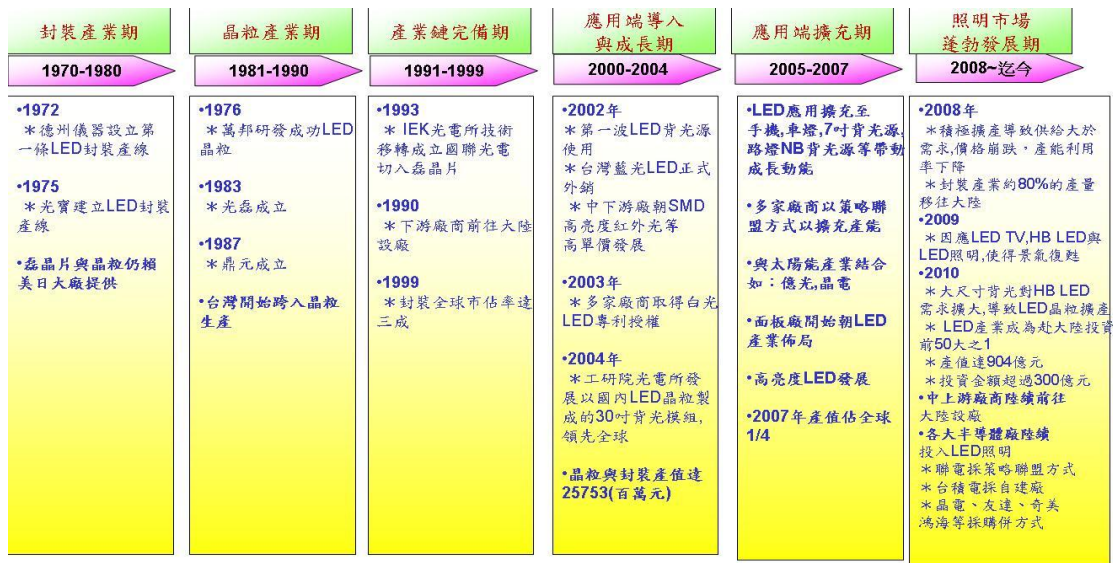 封裝產業期
1970-1980
•1972
＊德州儀器設立第
一條LED封裝產線
•1975
＊光寶建立LED封裝
產線
•磊晶片與晶粒仍賴
美日大廠提供
晶粒產業期
1981-1990
•1976
＊萬邦研發成功LED
晶粒
•1983
＊光磊成立
•1987
＊鼎元成立
•台灣開始跨入晶粒
生產
產業鏈完備期
1991-1999
•1993
＊ IEK光電所技術
移轉成立國聯光電
切入磊晶片
•1990
＊下游廠商前往大陸
設廠
•1999
＊封裝全球市佔率達
三成
應用端導入
與成長期
2000-2004
•2002年
＊第一波LED背光源
使用
＊台灣藍光LED正式
外銷
＊中下游廠朝SMD
高亮度紅外光等
高單價發展
•2003年
＊多家廠商取得白光
LED專利授權
•2004年
＊工研院光電所發
展以國內LED晶粒製
成的30吋背光模組,
領先全球
•晶粒與封裝產值達
25753(百萬元)
應用端擴充期
2005-2007
•LED應用擴充至
手機,車燈,7吋背光源,
路燈NB背光源等帶動
成長動能
•多家廠商以策略聯
盟方式以擴充產能
•與太陽能產業結合
如：億光,晶電
•面板廠開始朝LED
產業佈局
•高亮度LED發展
•2007年產值佔全球
1/4
照明市場
蓬勃發展期
2008~迄今
•2008年
＊積極擴產導致供給大於
需求,價格崩跌，產能利用
率下降
＊封裝產業約80%的產量
移往大陸
•2009
＊因應LED TV,HB LED與
LED照明,使得景氣復甦
•2010
＊大尺寸背光對HB LED
需求擴大,導致LED晶粒擴產
＊ LED產業成為赴大陸投資
前50大之1
＊產值達904億元
＊投資金額超過300億元
•中上游廠商陸續前往
大陸設廠
•各大半導體廠陸續
投入LED照明
＊聯電採策略聯盟方式
＊台積電採自建廠
＊晶電、友達、奇美
鴻海等採購併方式